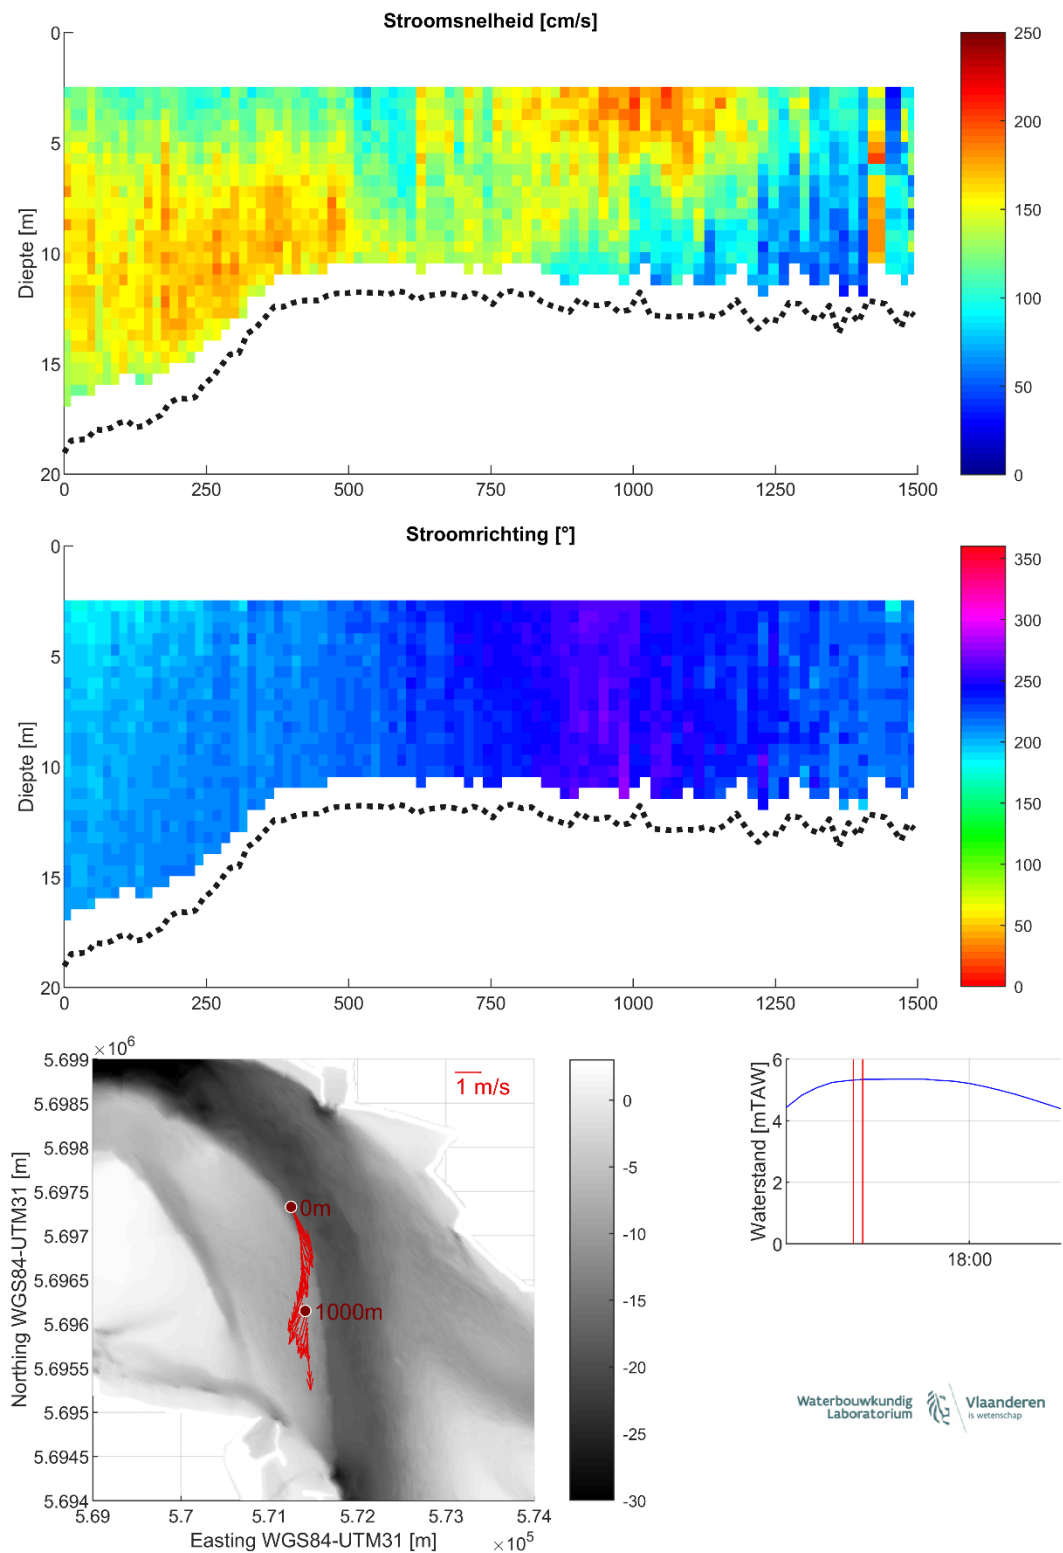 Stroomsnelheid [cm/s]
0
5
10
15
20
Diepte [m]
0 250 500 750 1000 1250 1500
250
200
150
100
50
0
Stroomrichting [°]
0
5
10
15
20
Diepte [m]
0 250 500 750 1000 1250 1500
350
300
250
200
150
100
50
0
×10⁶
5.699
5.6985
5.698
5.6975
5.697
5.6965
5.696
5.6955
5.695
5.6945
5.694
Northing WGS84-UTM31 [m]
1 m/s
0m
1000m
5.69 5.7 5.71 5.72 5.73 5.74
Easting WGS84-UTM31 [m]
×10⁵
0
-5
-10
-15
-20
-25
-30
6
4
2
0
Waterstand [mTAW]
18:00
Waterbouwkundig
Laboratorium
Vlaanderen
is wetenschap